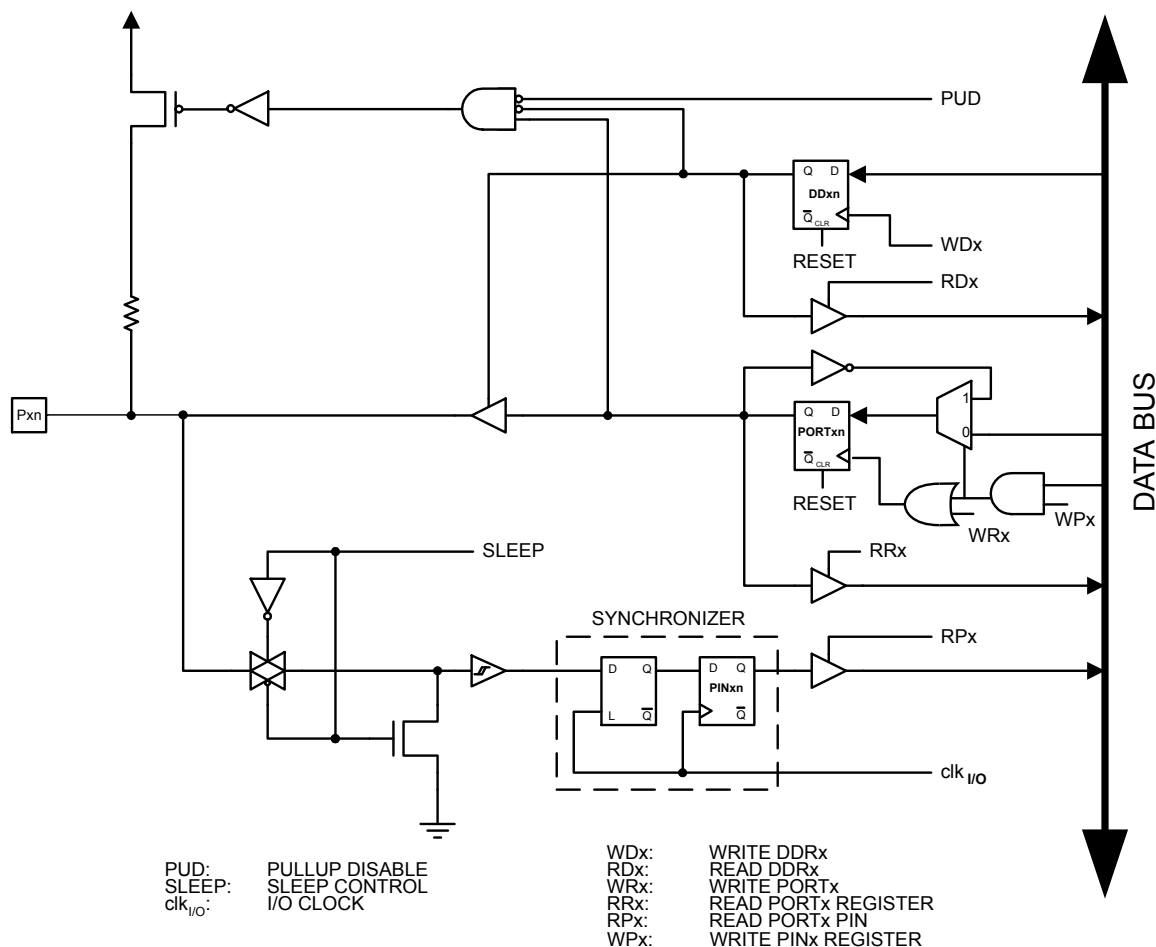 PUD
Q D
DDxn
Q CLR
WDx
RESET
RDx
1
Pxn
Q D
0
PORTxn
Q CLR
RESET
WRx
WPx
DATA BUS
SLEEP
RRx
SYNCHRONIZER
RPx
D Q
D Q
PINxn
L Q
Q
clk I/O
PUD: PULLUP DISABLE
SLEEP: SLEEP CONTROL
clkI/O: I/O CLOCK
WDx: WRITE DDRx
RDx: READ DDRx
WRx: WRITE PORTx
RRx: READ PORTx REGISTER
RPx: READ PORTx PIN
WPx: WRITE PINx REGISTER